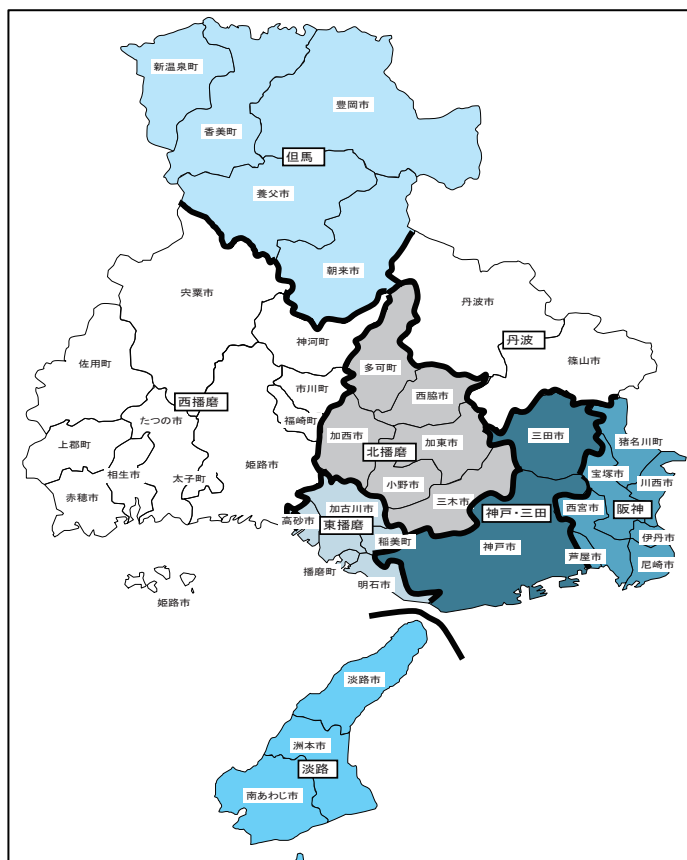 新温泉町
豊岡市
香美町
但馬
養父市
朝来市
宍粟市
丹波市
神河町
丹波
篠山市
佐用町
多可町
市川町
西脇市
西播磨
たつの市
福崎町
猪名川町
加西市
加東市
三田市
上郡町
北播磨
姫路市
宝塚市
相生市
太子町
川西市
赤穂市
小野市
三木市
西宮市
阪神
加古川市
神戸・三田
高砂市
東播磨
稲美町
伊丹市
神戸市
芦屋市
尼崎市
播磨町
明石市
姫路市
淡路市
洲本市
淡路
南あわじ市